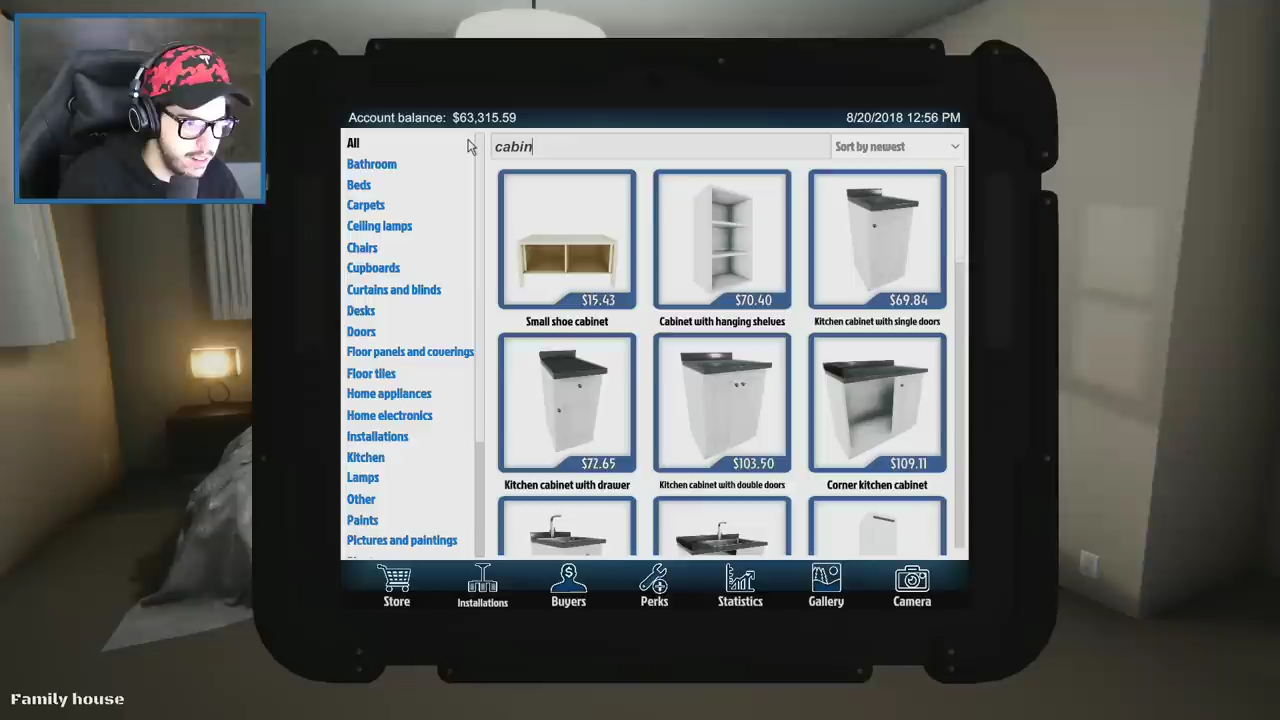 Account balance: $63,315.59
8/20/2018 12:56 PM
All
Bathroom
Beds
Carpets
Ceiling lamps
Chairs
Cupboards
Curtains and blinds
Desks
Doors
Floor panels and coverings
Floor tiles
Home appliances
Home electronics
Installations
Kitchen
Lamps
Other
Paints
Pictures and paintings
cabin
Sort by newest
$15.43
Small shoe cabinet
$70.40
Cabinet with hanging shelves
$69.84
Kitchen cabinet with single doors
$72.65
Kitchen cabinet with drawer
$103.50
Kitchen cabinet with double doors
$109.11
Corner kitchen cabinet
Store
Installations
Buyers
Perks
Statistics
Gallery
Camera
Family house